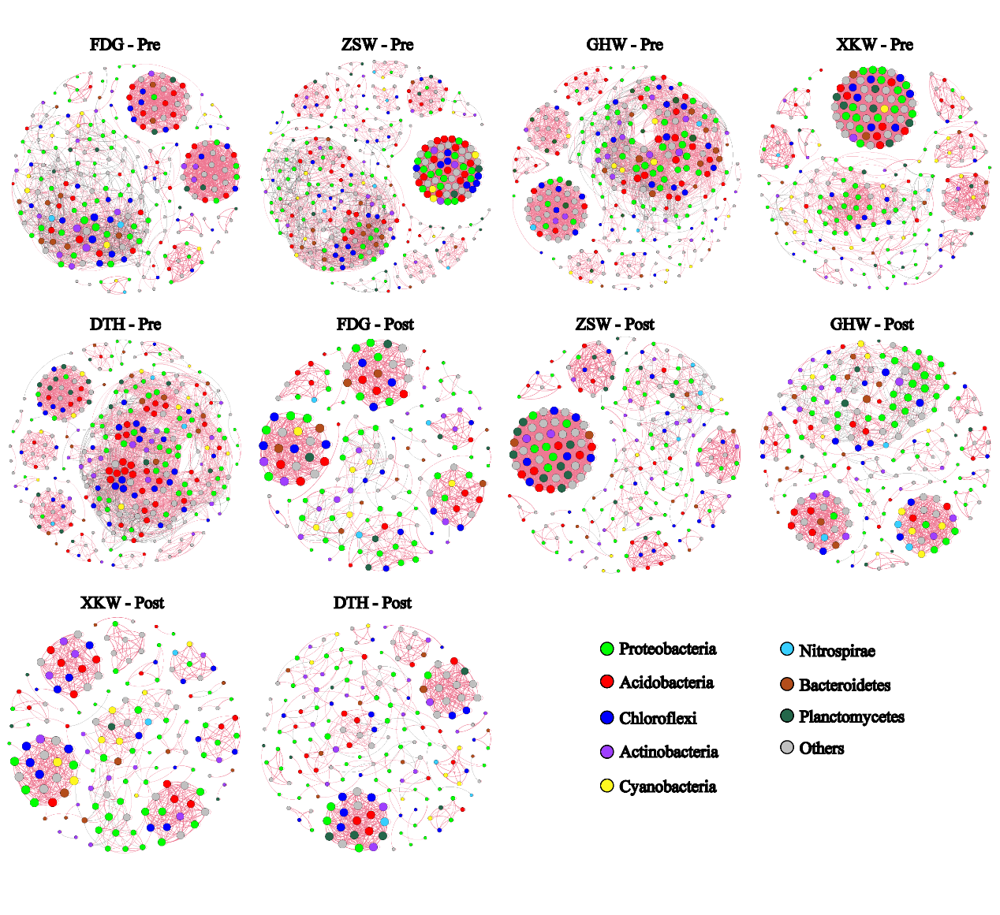 FDG - Pre
ZSW - Pre
GHW - Pre
XKW - Pre
DTH - Pre
FDG - Post
ZSW - Post
GHW - Post
XKW - Post
DTH - Post
Proteobacteria
Acidobacteria
Chloroflexi
Actinobacteria
Cyanobacteria
Nitrospirae
Bacteroidetes
Planctomycetes
Others